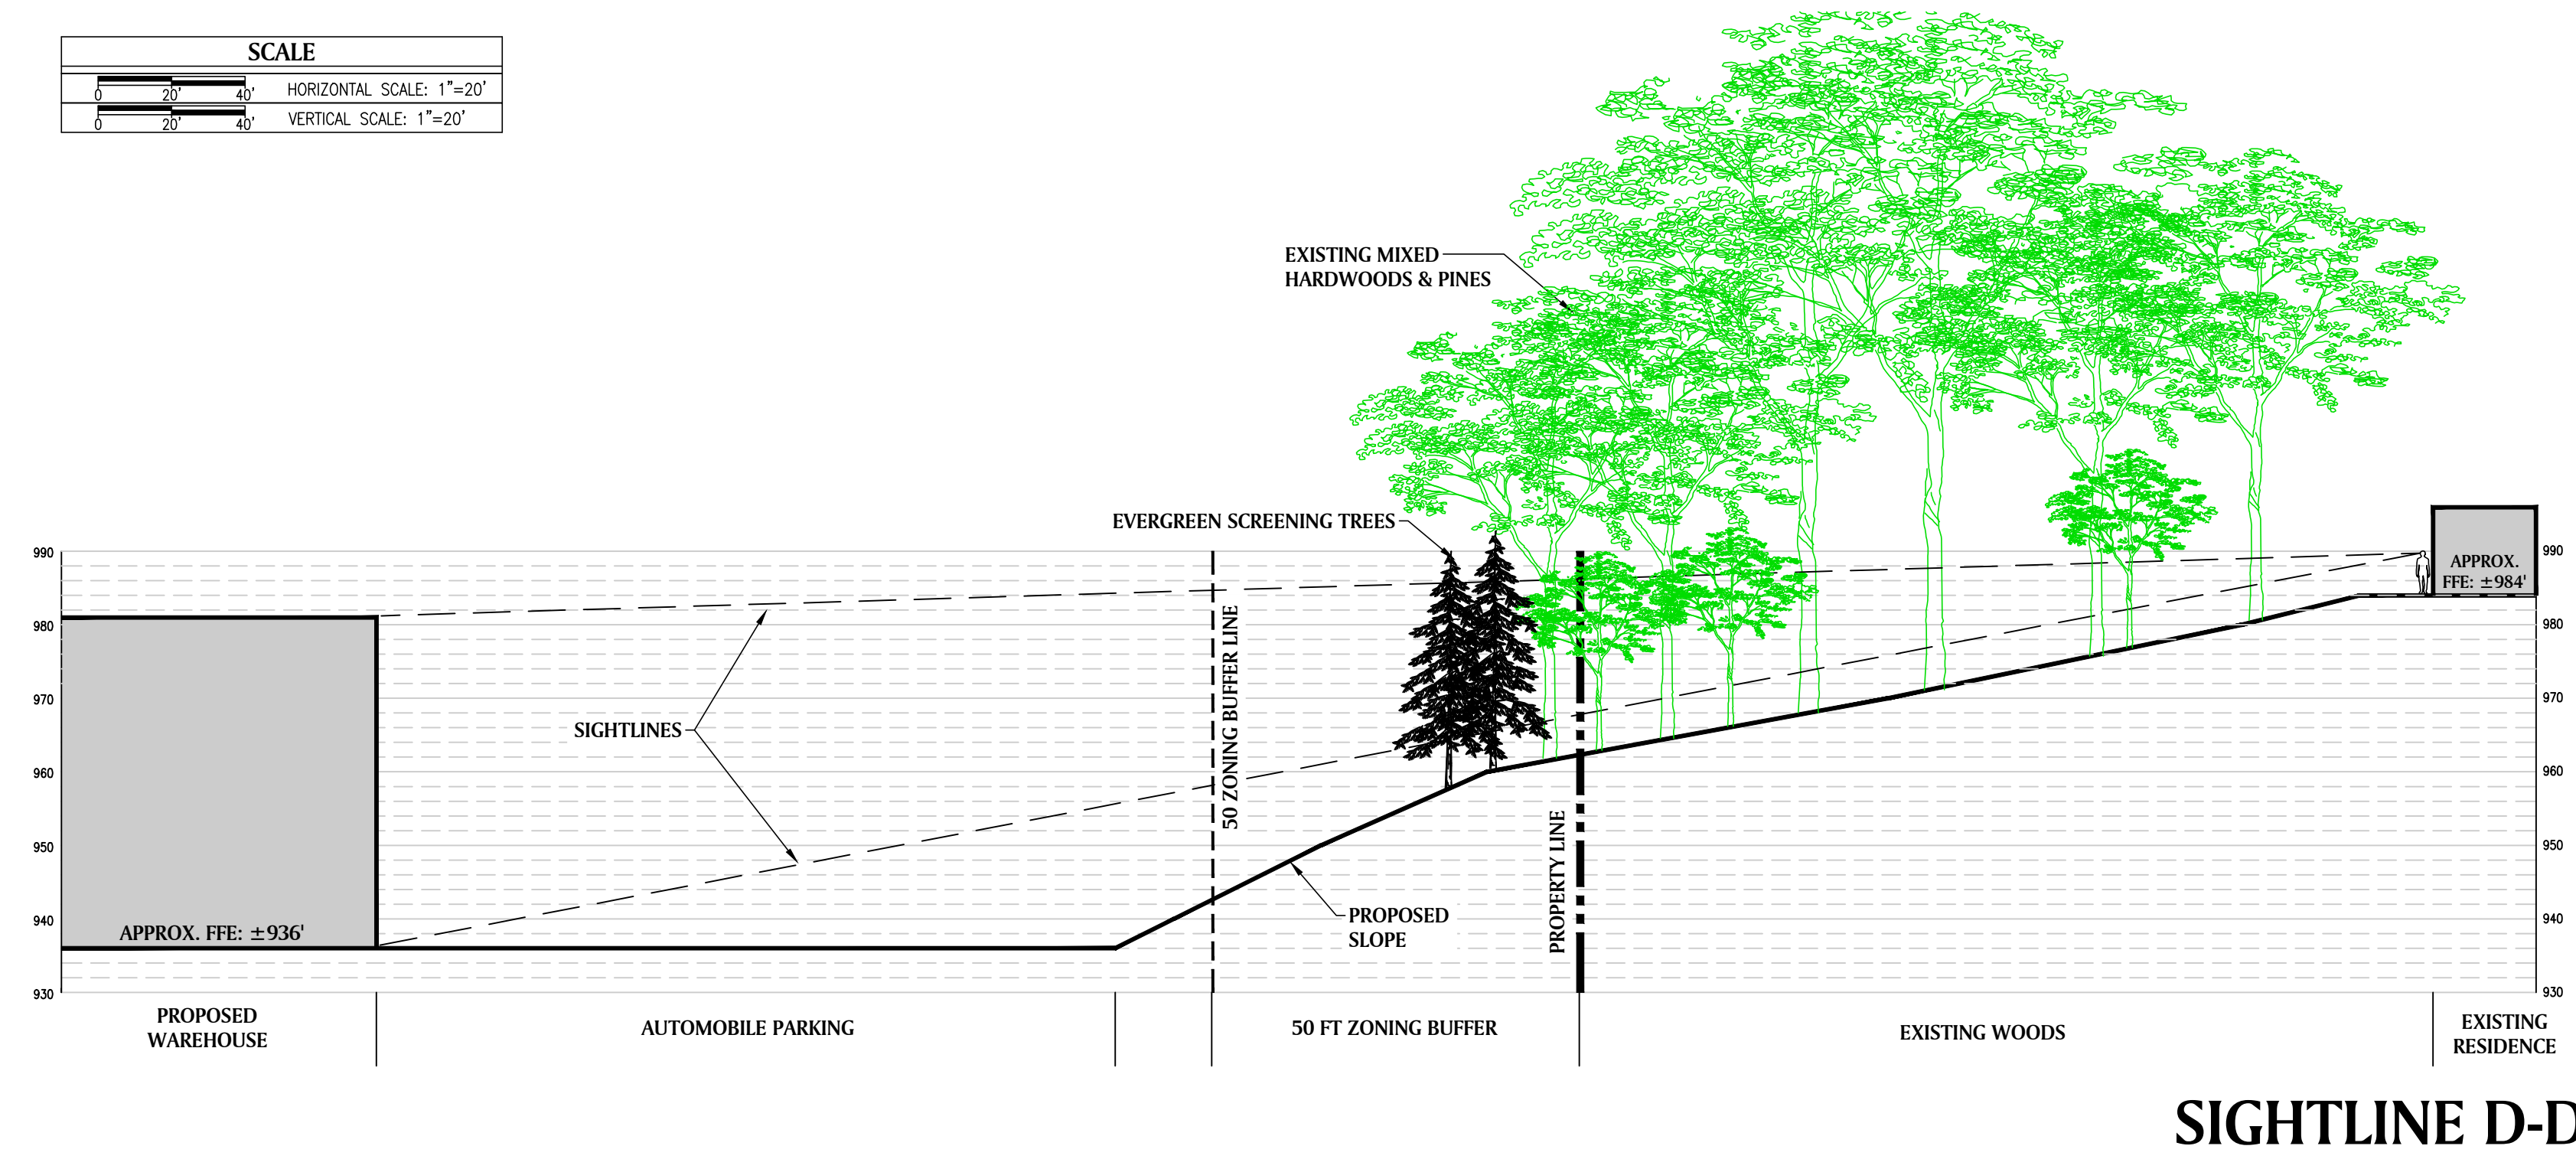 SCALE
0 20' 40' HORIZONTAL SCALE: 1"=20'
0 20' 40' VERTICAL SCALE: 1"=20'
EXISTING MIXED
HARDWOODS & PINES
EVERGREEN SCREENING TREES
SIGHTLINES
50 ZONING BUFFER LINE
PROPERTY LINE
PROPOSED
SLOPE
APPROX.
FFE: ±984'
APPROX. FFE: ±936'
990
980
970
960
950
940
930
990
980
970
960
950
940
930
PROPOSED
WAREHOUSE
AUTOMOBILE PARKING
50 FT ZONING BUFFER
EXISTING WOODS
EXISTING
RESIDENCE
SIGHTLINE D-D